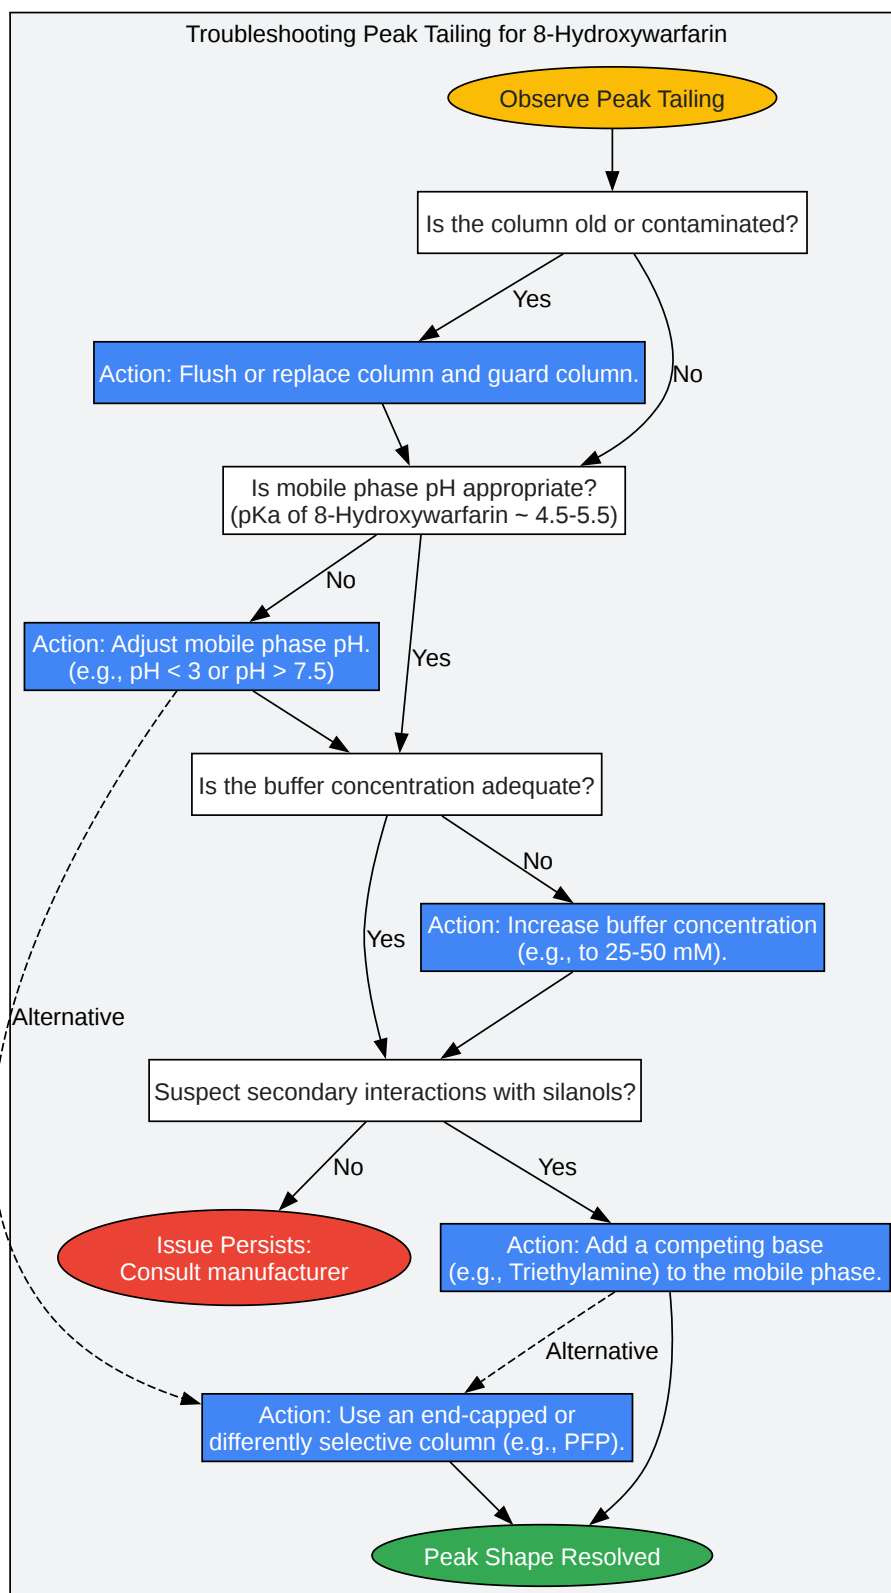 Troubleshooting Peak Tailing for 8-Hydroxywarfarin
Observe Peak Tailing
Is the column old or contaminated?
Yes
Action: Flush or replace column and guard column.
No
Is mobile phase pH appropriate?
(pKa of 8-Hydroxywarfarin ~ 4.5-5.5)
No
Action: Adjust mobile phase pH.
(e.g., pH < 3 or pH > 7.5)
Yes
Is the buffer concentration adequate?
No
Yes
Action: Increase buffer concentration
(e.g., to 25-50 mM).
Alternative
Suspect secondary interactions with silanols?
No
Yes
Issue Persists:
Consult manufacturer
Action: Add a competing base
(e.g., Triethylamine) to the mobile phase.
Alternative
Action: Use an end-capped or
differently selective column (e.g., PFP).
Peak Shape Resolved